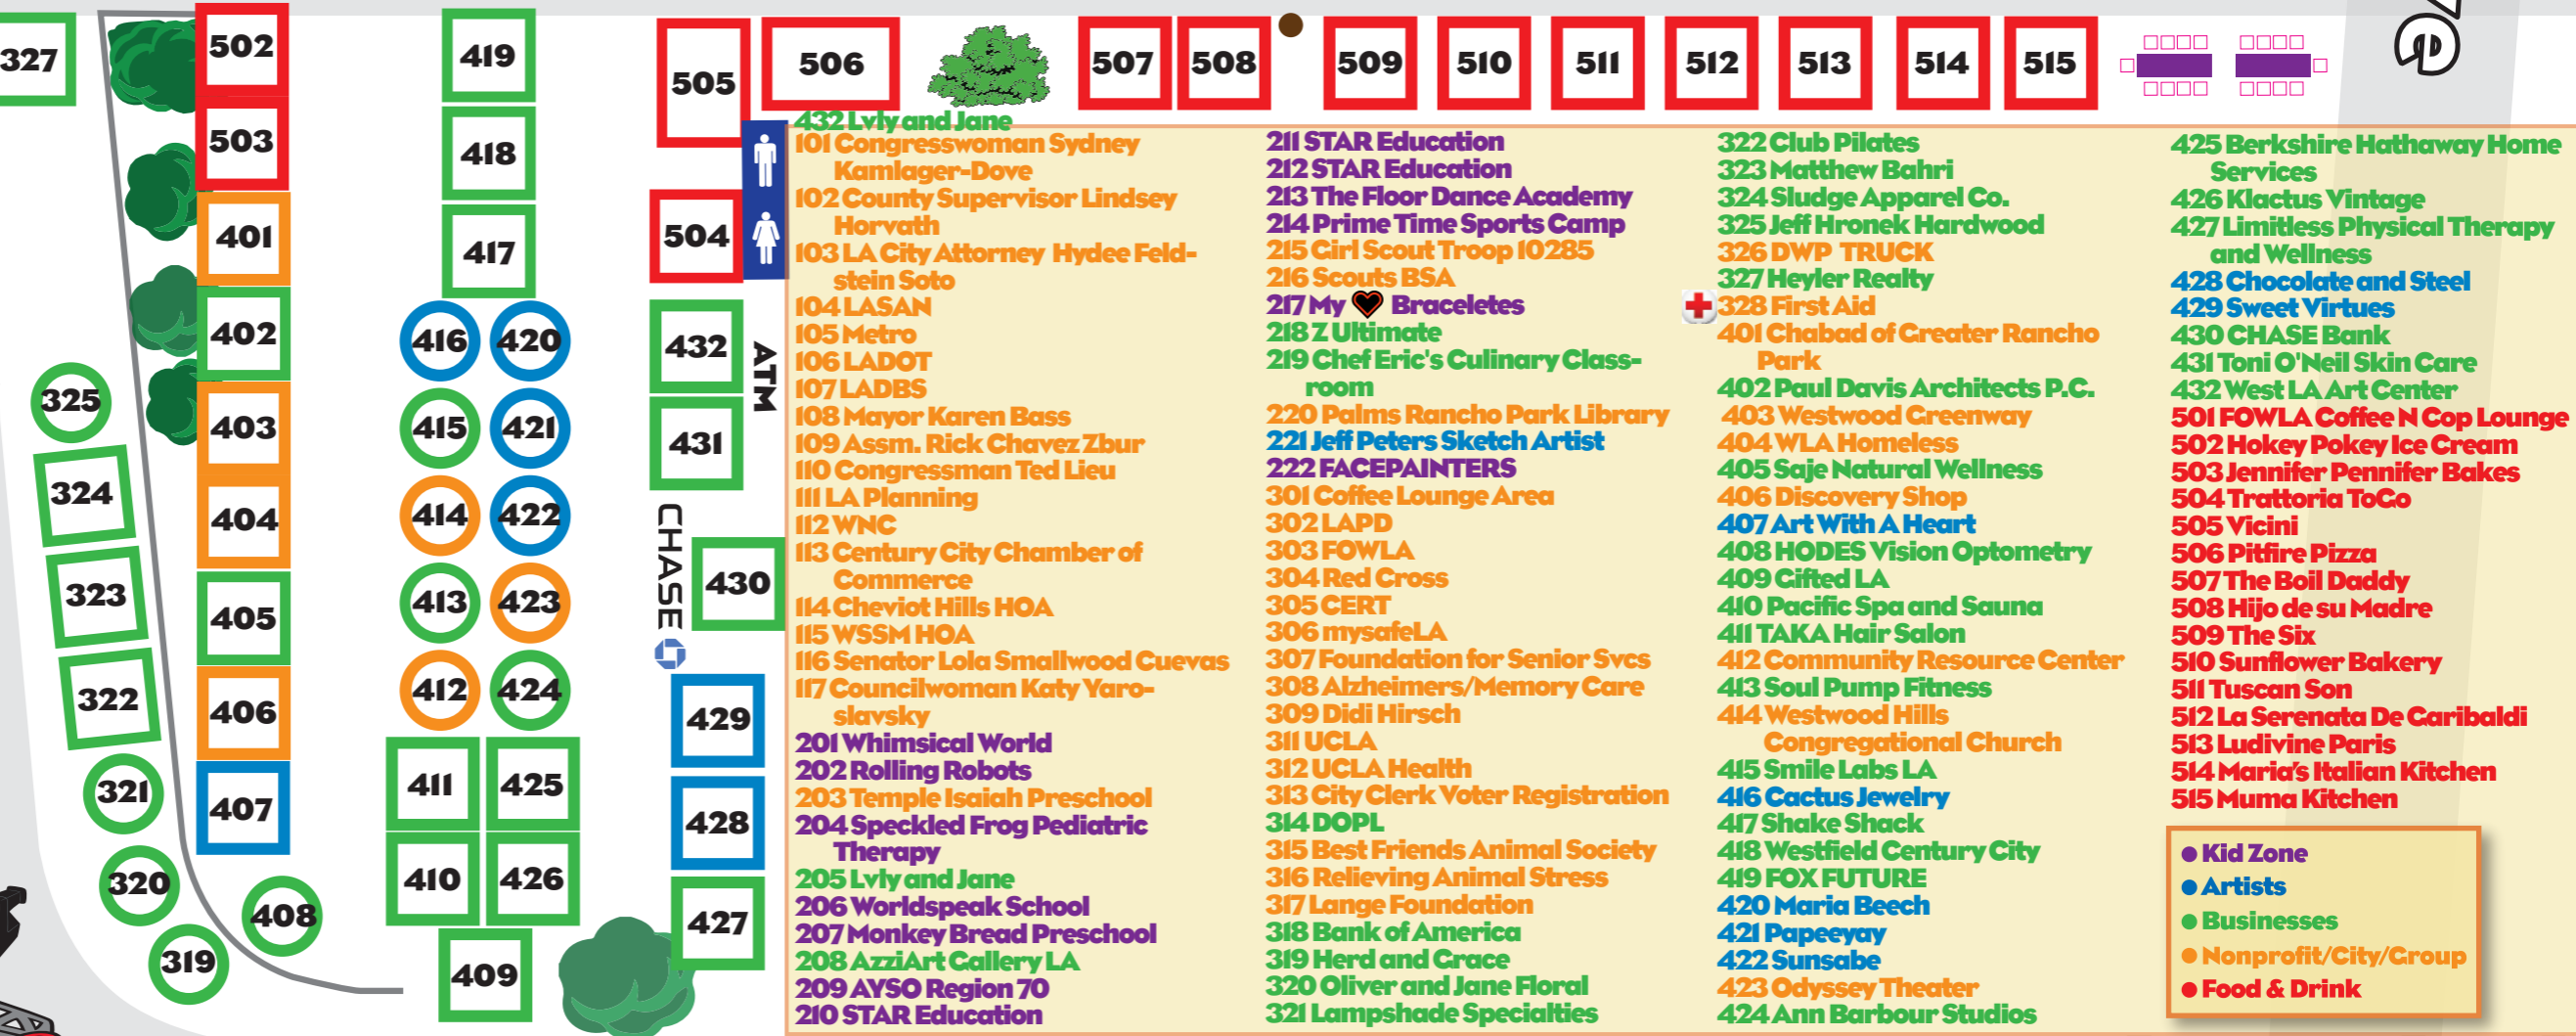 327
502
503
401
402
403
404
405
406
407
325
324
323
322
321
320
319
408
419
418
417
416
420
415
421
414
422
413
423
412
424
411
425
410
426
409
505
504
432
ATM
431
CHASE
430
429
428
427
506
507
508
509
510
511
512
513
514
515
432 Lvly and Jane
101 Congresswoman Sydney
Kamlager-Dove
102 County Supervisor Lindsey
Horvath
103 LA City Attorney Hydee Feld-
stein Soto
104 LASAN
105 Metro
106 LADOT
107 LADBS
108 Mayor Karen Bass
109 Assm. Rick Chavez Zbur
110 Congressman Ted Lieu
111 LA Planning
112 WNC
113 Century City Chamber of
Commerce
114 Cheviot Hills HOA
115 WSSM HOA
116 Senator Lola Smallwood Cuevas
117 Councilwoman Katy Yaro-
slavsky
201 Whimsical World
202 Rolling Robots
203 Temple Isaiah Preschool
204 Speckled Frog Pediatric
Therapy
205 Lvly and Jane
206 Worldspeak School
207 Monkey Bread Preschool
208 AzziArt Gallery LA
209 AYSO Region 70
210 STAR Education
211 STAR Education
212 STAR Education
213 The Floor Dance Academy
214 Prime Time Sports Camp
215 Girl Scout Troop 10285
216 Scouts BSA
217 My Braceletes
218 Z Ultimate
219 Chef Eric's Culinary Class-
room
220 Palms Rancho Park Library
221 Jeff Peters Sketch Artist
222 FACEPAINTERS
301 Coffee Lounge Area
302 LAPD
303 FOWLA
304 Red Cross
305 CERT
306 mysafeLA
307 Foundation for Senior Svcs
308 Alzheimers/Memory Care
309 Didi Hirsch
311 UCLA
312 UCLA Health
313 City Clerk Voter Registration
314 DOPL
315 Best Friends Animal Society
316 Relieving Animal Stress
317 Lange Foundation
318 Bank of America
319 Herd and Grace
320 Oliver and Jane Floral
321 Lampshade Specialties
322 Club Pilates
323 Matthew Bahri
324 Sludge Apparel Co.
325 Jeff Hronek Hardwood
326 DWP TRUCK
327 Heyler Realty
328 First Aid
401 Chabad of Greater Rancho
Park
402 Paul Davis Architects P.C.
403 Westwood Greenway
404 WLA Homeless
405 Saje Natural Wellness
406 Discovery Shop
407 Art With A Heart
408 HODES Vision Optometry
409 Gifted LA
410 Pacific Spa and Sauna
411 TAKA Hair Salon
412 Community Resource Center
413 Soul Pump Fitness
414 Westwood Hills
Congregational Church
415 Smile Labs LA
416 Cactus Jewelry
417 Shake Shack
418 Westfield Century City
419 FOX FUTURE
420 Maria Beech
421 Papeeyay
422 Sunsabe
423 Odyssey Theater
424 Ann Barbour Studios
425 Berkshire Hathaway Home
Services
426 Klactus Vintage
427 Limitless Physical Therapy
and Wellness
428 Chocolate and Steel
429 Sweet Virtues
430 CHASE Bank
431 Toni O'Neil Skin Care
432 West LA Art Center
501 FOWLA Coffee N Cop Lounge
502 Hokey Pokey Ice Cream
503 Jennifer Pennifer Bakes
504 Trattoria ToGo
505 Vicini
506 Pitfire Pizza
507 The Boil Daddy
508 Hijo de su Madre
509 The Six
510 Sunflower Bakery
511 Tuscan Son
512 La Serenata De Garibaldi
513 Ludivine Paris
514 Maria's Italian Kitchen
515 Muma Kitchen
Kid Zone
Artists
Businesses
Nonprofit/City/Group
Food & Drink